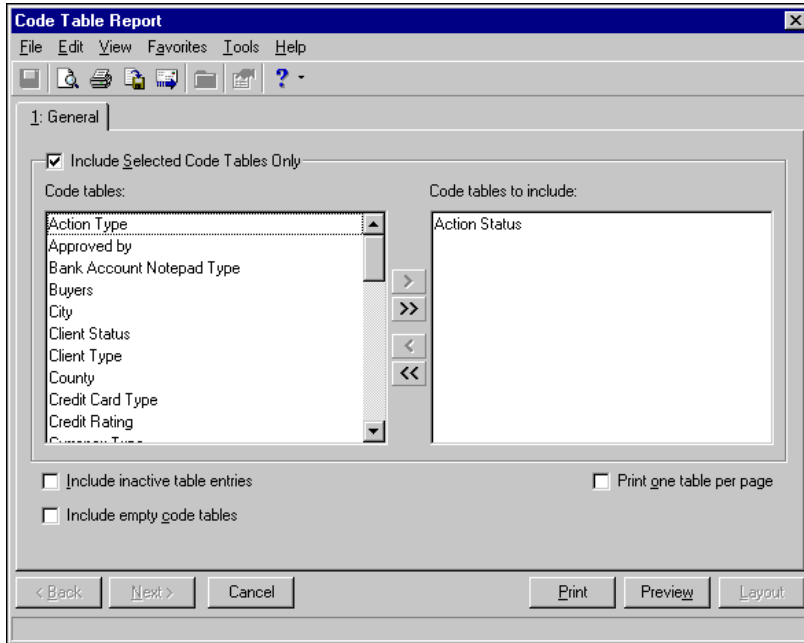 Code Table Report
File Edit View Favorites Tools Help
?
1: General
Include Selected Code Tables Only
Code tables:
Code tables to include:
Action Type
Approved by
Bank Account Notepad Type
Buyers
City
Client Status
Client Type
County
Credit Card Type
Credit Rating
Currency Type
Action Status
>
>>
<
<<
Include inactive table entries
Print one table per page
Include empty code tables
< Back Next > Cancel Print Preview Layout